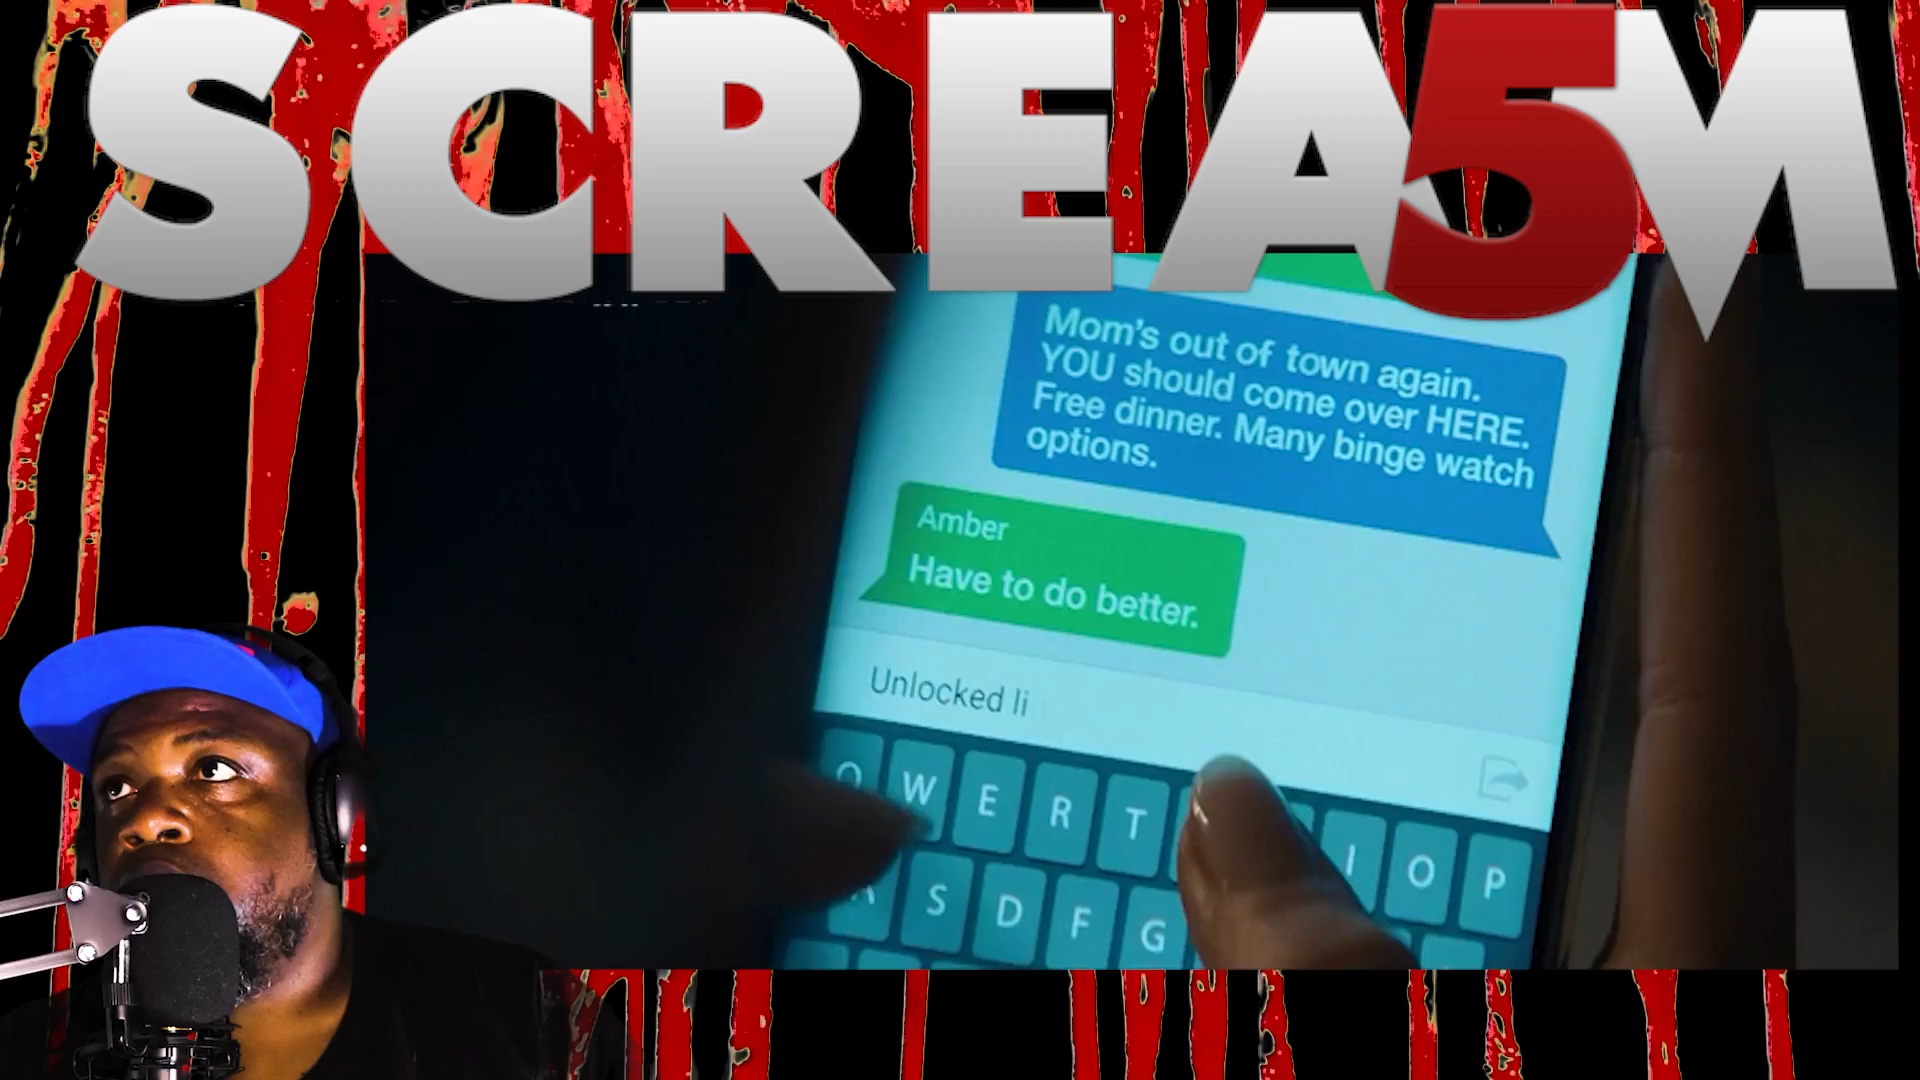 SCREA5M
Mom's out of town again.
YOU should come over HERE.
Free dinner. Many binge watch
options.
Amber
Have to do better.
Unlocked li
Q W E R T I O P
A S D F G